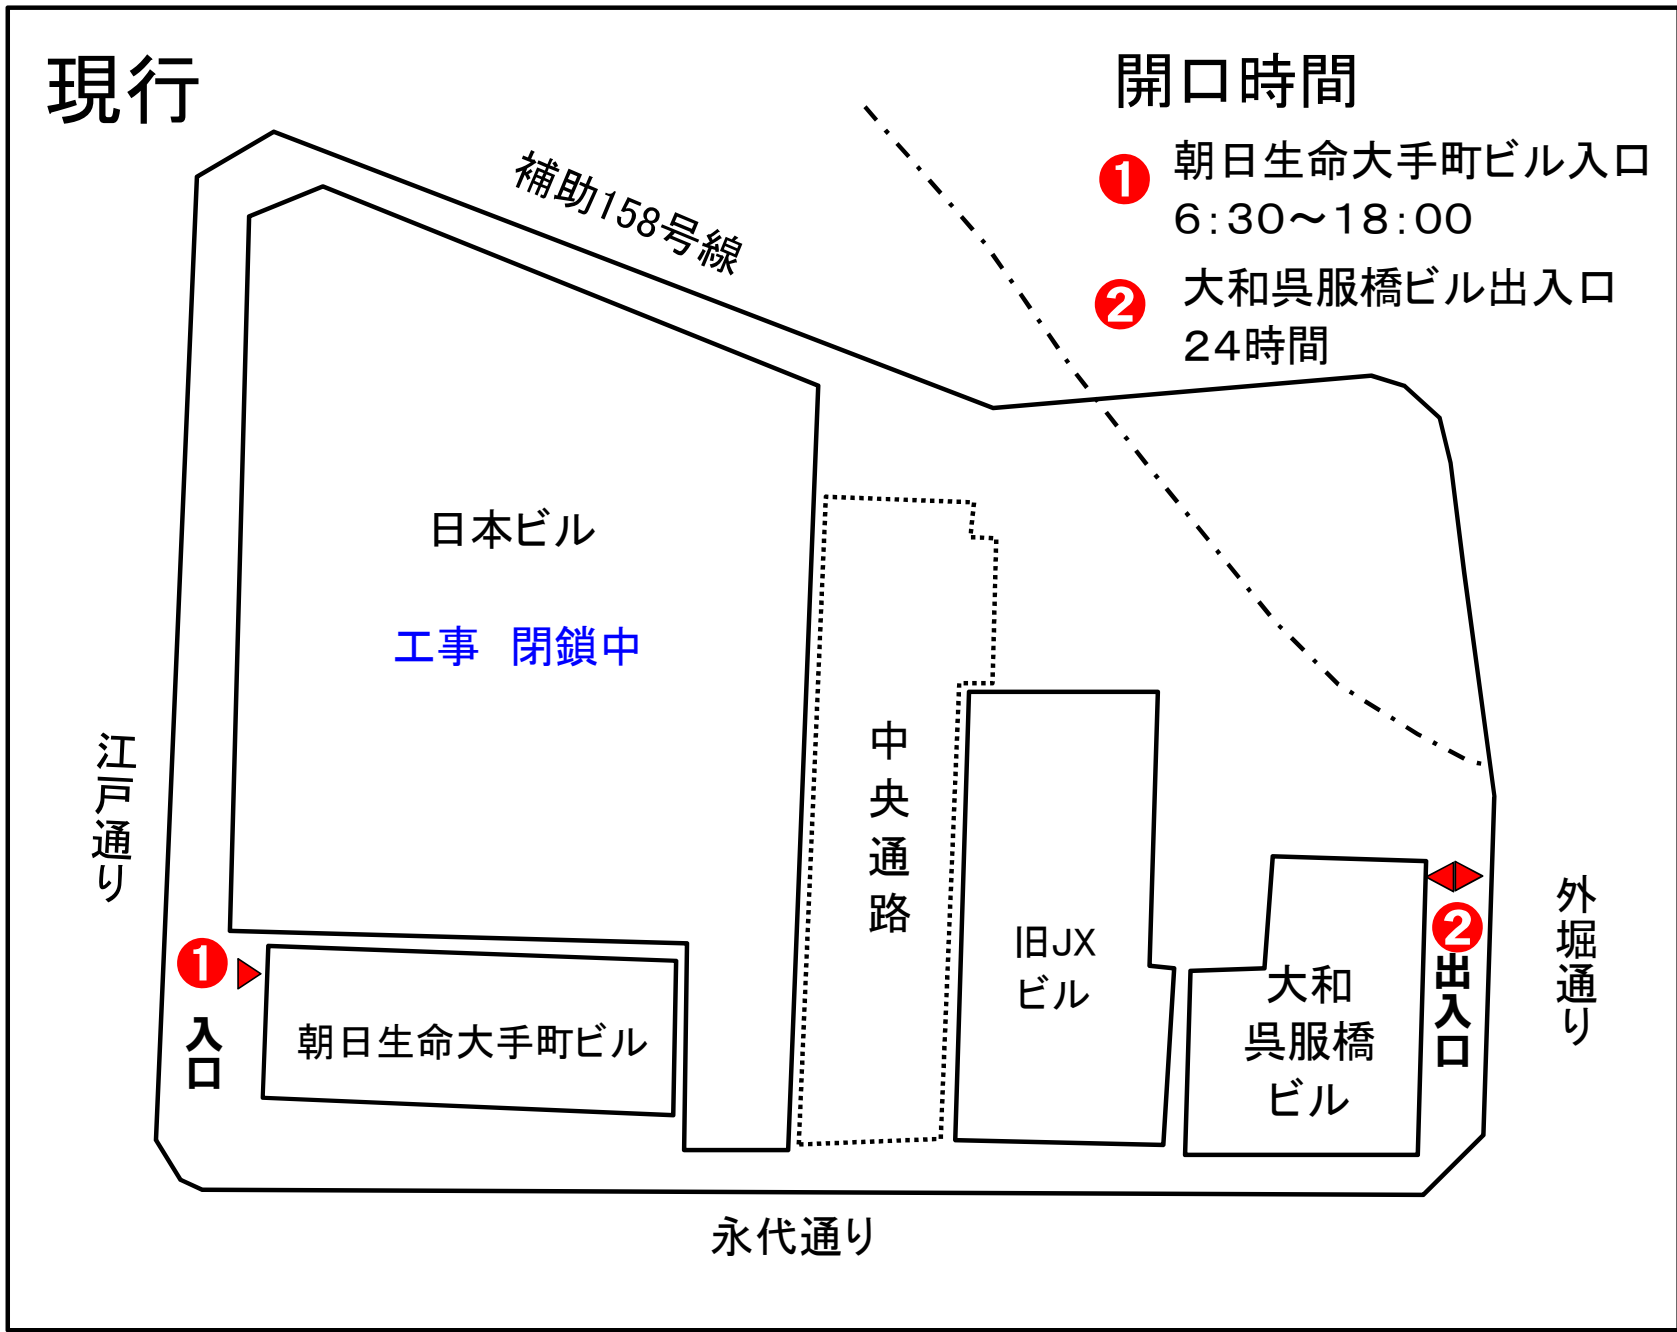 現行
開口時間
❶ 朝日生命大手町ビル入口
6:30～18:00
❷ 大和呉服橋ビル出入口
24時間
補助158号線
日本ビル
工事 閉鎖中
江戸通り
中央通路
旧JX
ビル
大和
呉服橋
ビル
❷
出入口
外堀通り
❶
入口
朝日生命大手町ビル
永代通り